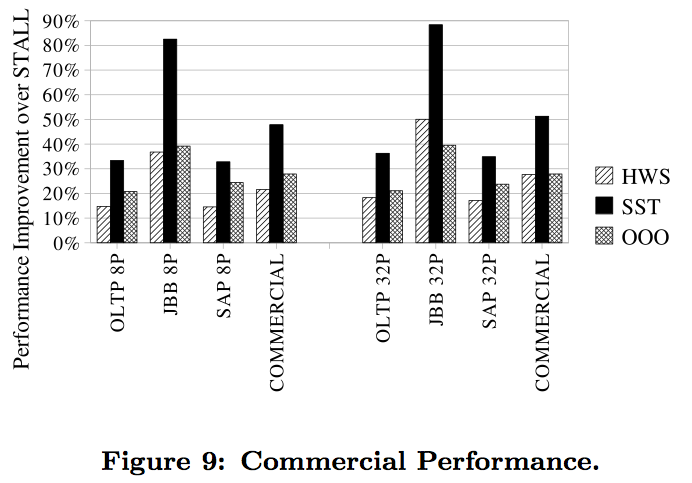 Performance Improvement over STALL
90%
80%
70%
60%
50%
40%
30%
20%
10%
0%
OLTP 8P
JBB 8P
SAP 8P
COMMERCIAL
OLTP 32P
JBB 32P
SAP 32P
COMMERCIAL
HWS
SST
OOO
Figure 9: Commercial Performance.